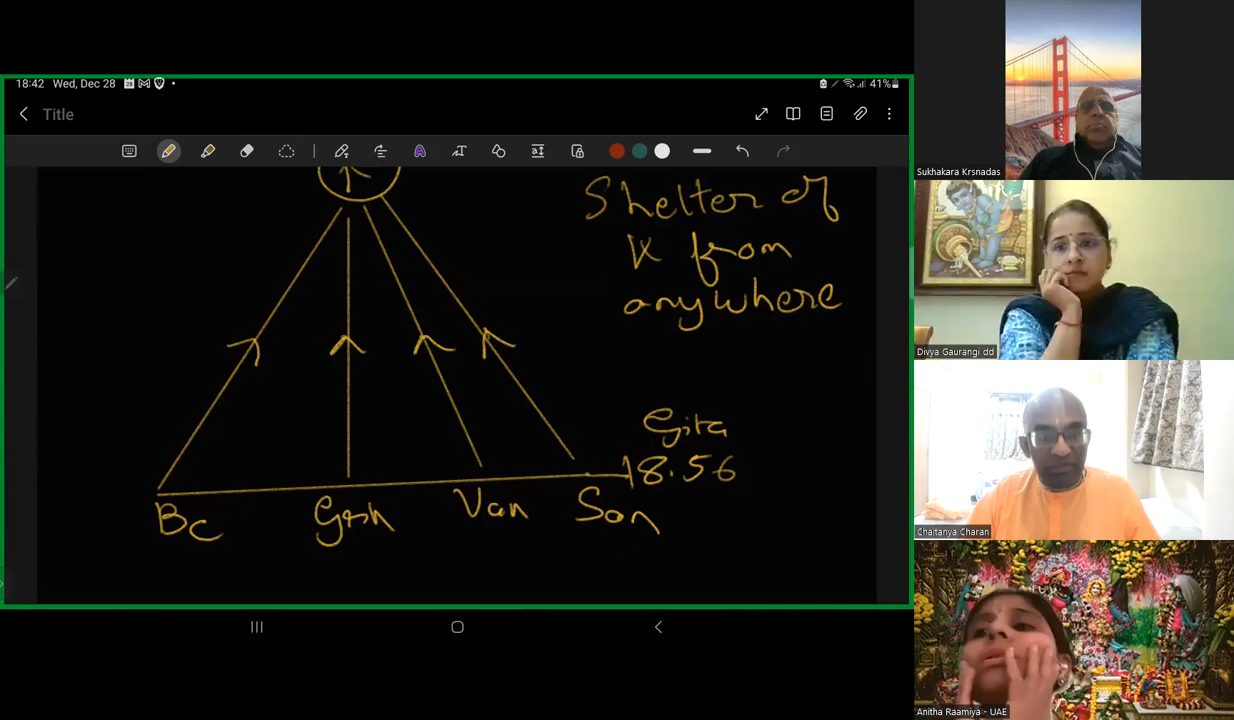 18:42 Wed, Dec 28
41%
Title
K
Shelter of
K from
anywhere
Gita
18.56
Bc Grh Van San
Sukhakara Krsnadas
Divya Gaurangi dd
Chaitanya Charan
Anitha Raamiya - UAE